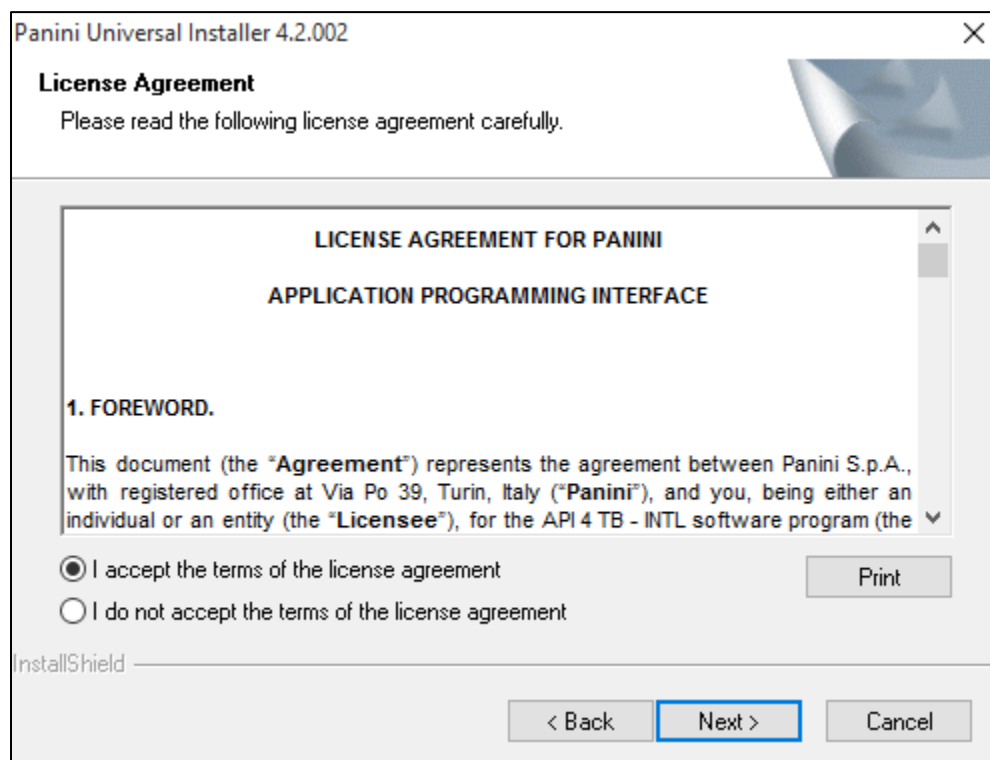 Panini Universal Installer 4.2.002
License Agreement
Please read the following license agreement carefully.
LICENSE AGREEMENT FOR PANINI
APPLICATION PROGRAMMING INTERFACE
1. FOREWORD.
This document (the “Agreement”) represents the agreement between Panini S.p.A.,
with registered office at Via Po 39, Turin, Italy (“Panini”), and you, being either an
individual or an entity (the “Licensee”), for the API 4 TB - INTL software program (the
I accept the terms of the license agreement
Print
I do not accept the terms of the license agreement
InstallShield
< Back
Next >
Cancel